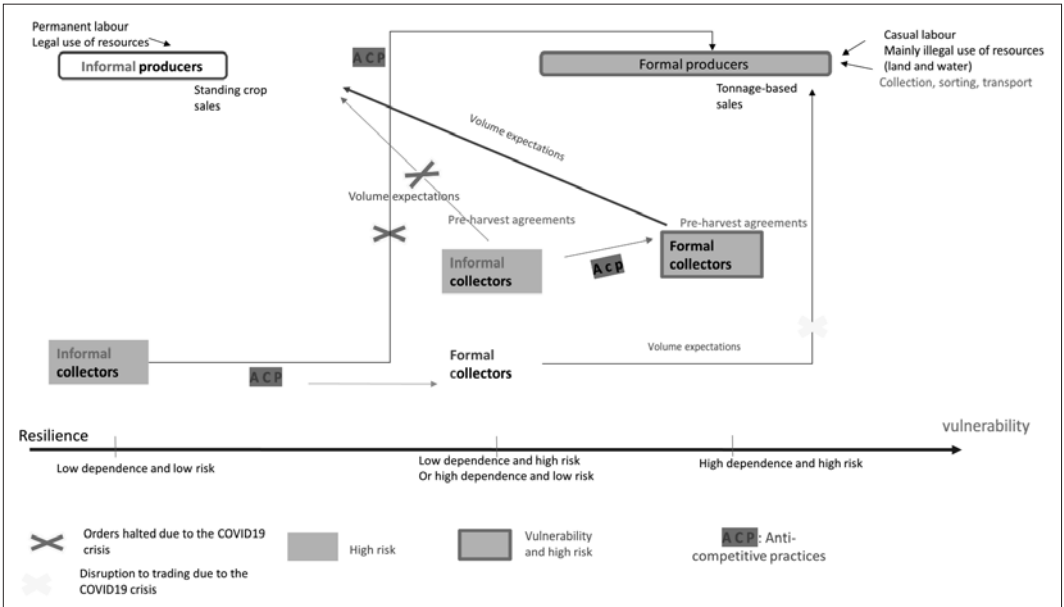 Permanent labour
Legal use of resources
Informal producers
Standing crop
sales
A C P
Formal producers
Tonnage-based
sales
Casual labour
Mainly illegal use of resources
(land and water)
Collection, sorting, transport
Volume expectations
Volume expectations
Pre-harvest agreements
Pre-harvest agreements
Informal
collectors
A c p
Formal
collectors
Informal
collectors
A C P
Formal
collectors
Volume expectations
Resilience
vulnerability
Low dependence and low risk
Low dependence and high risk
Or high dependence and low risk
High dependence and high risk
Orders halted due to the COVID19
crisis
High risk
Vulnerability
and high risk
A C P: Anti-
competitive practices
Disruption to trading due to the
COVID19 crisis